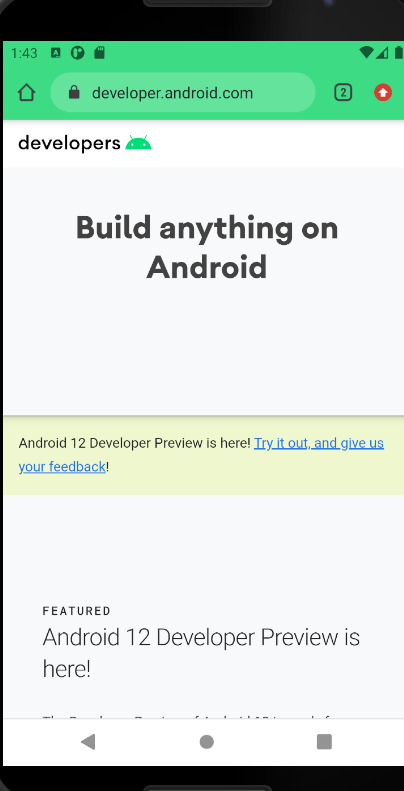 1:43
developer.android.com
2
developers
Build anything on
Android
Android 12 Developer Preview is here! Try it out, and give us
your feedback!
FEATURED
Android 12 Developer Preview is
here!